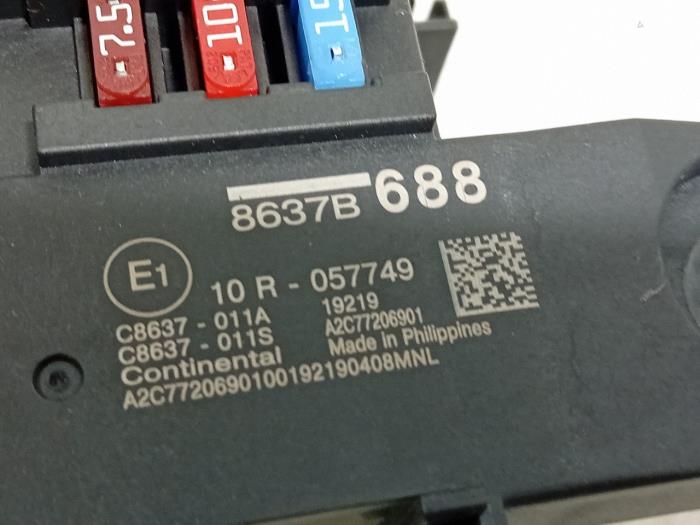 7.5
10
15
8637B 688
E1
10 R - 057749
C8637 - 011A 19219
C8637 - 011S A2C77206901
Continental Made in Philippines
A2C7720690100192190408MNL